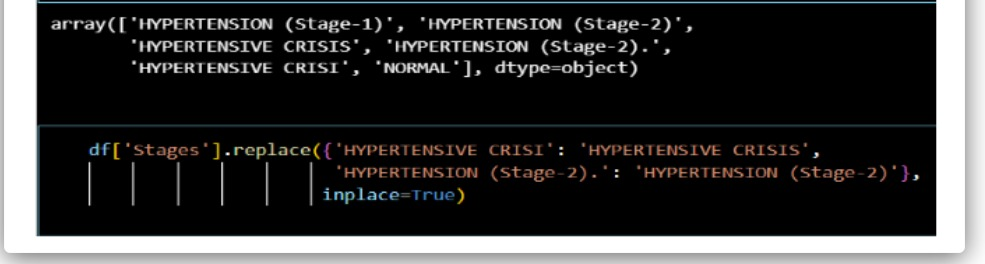 array(['HYPERTENSION (Stage-1)', 'HYPERTENSION (Stage-2)',
'HYPERTENSIVE CRISIS', 'HYPERTENSION (Stage-2).',
'HYPERTENSIVE CRISI', 'NORMAL'], dtype=object)
df['Stages'].replace({'HYPERTENSIVE CRISI': 'HYPERTENSIVE CRISIS',
'HYPERTENSION (Stage-2).': 'HYPERTENSION (Stage-2)'},
inplace=True)